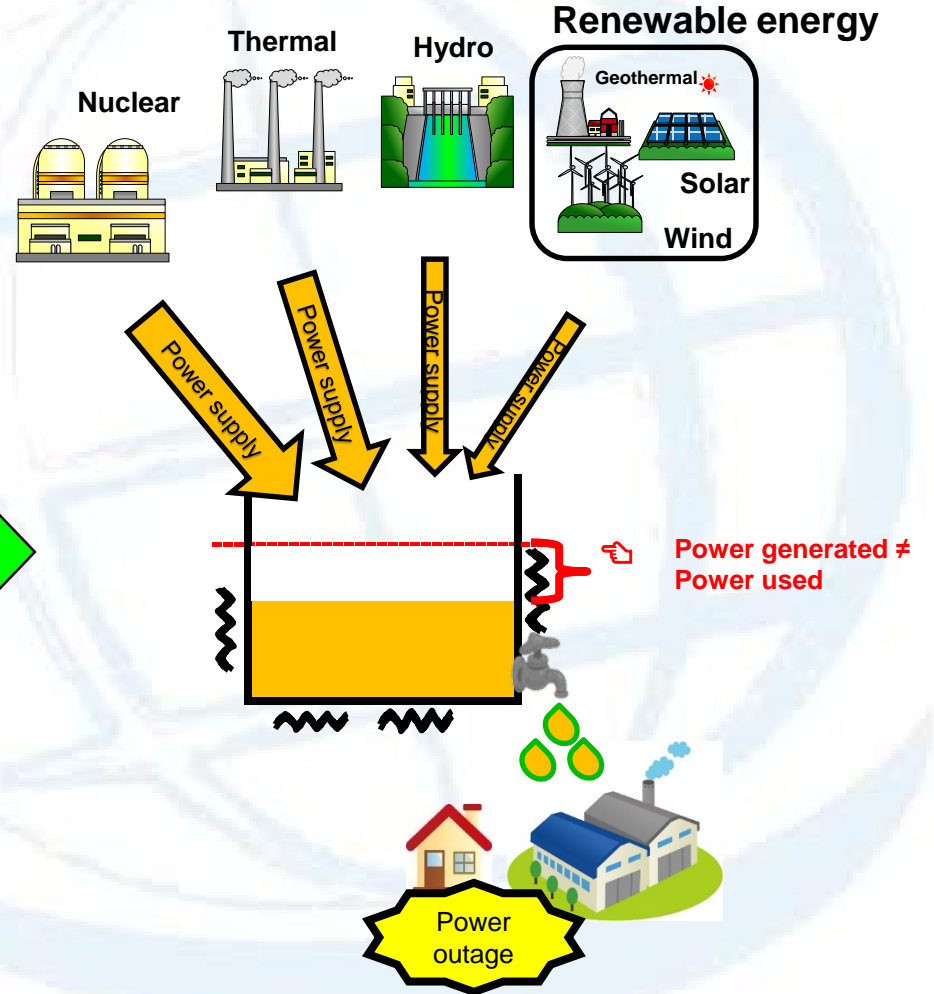 Renewable energy
Thermal
Hydro
Geothermal
Nuclear
Solar
Wind
Power supply
Power supply
Power supply
Power supply
Power generated ≠
Power used
Power
outage